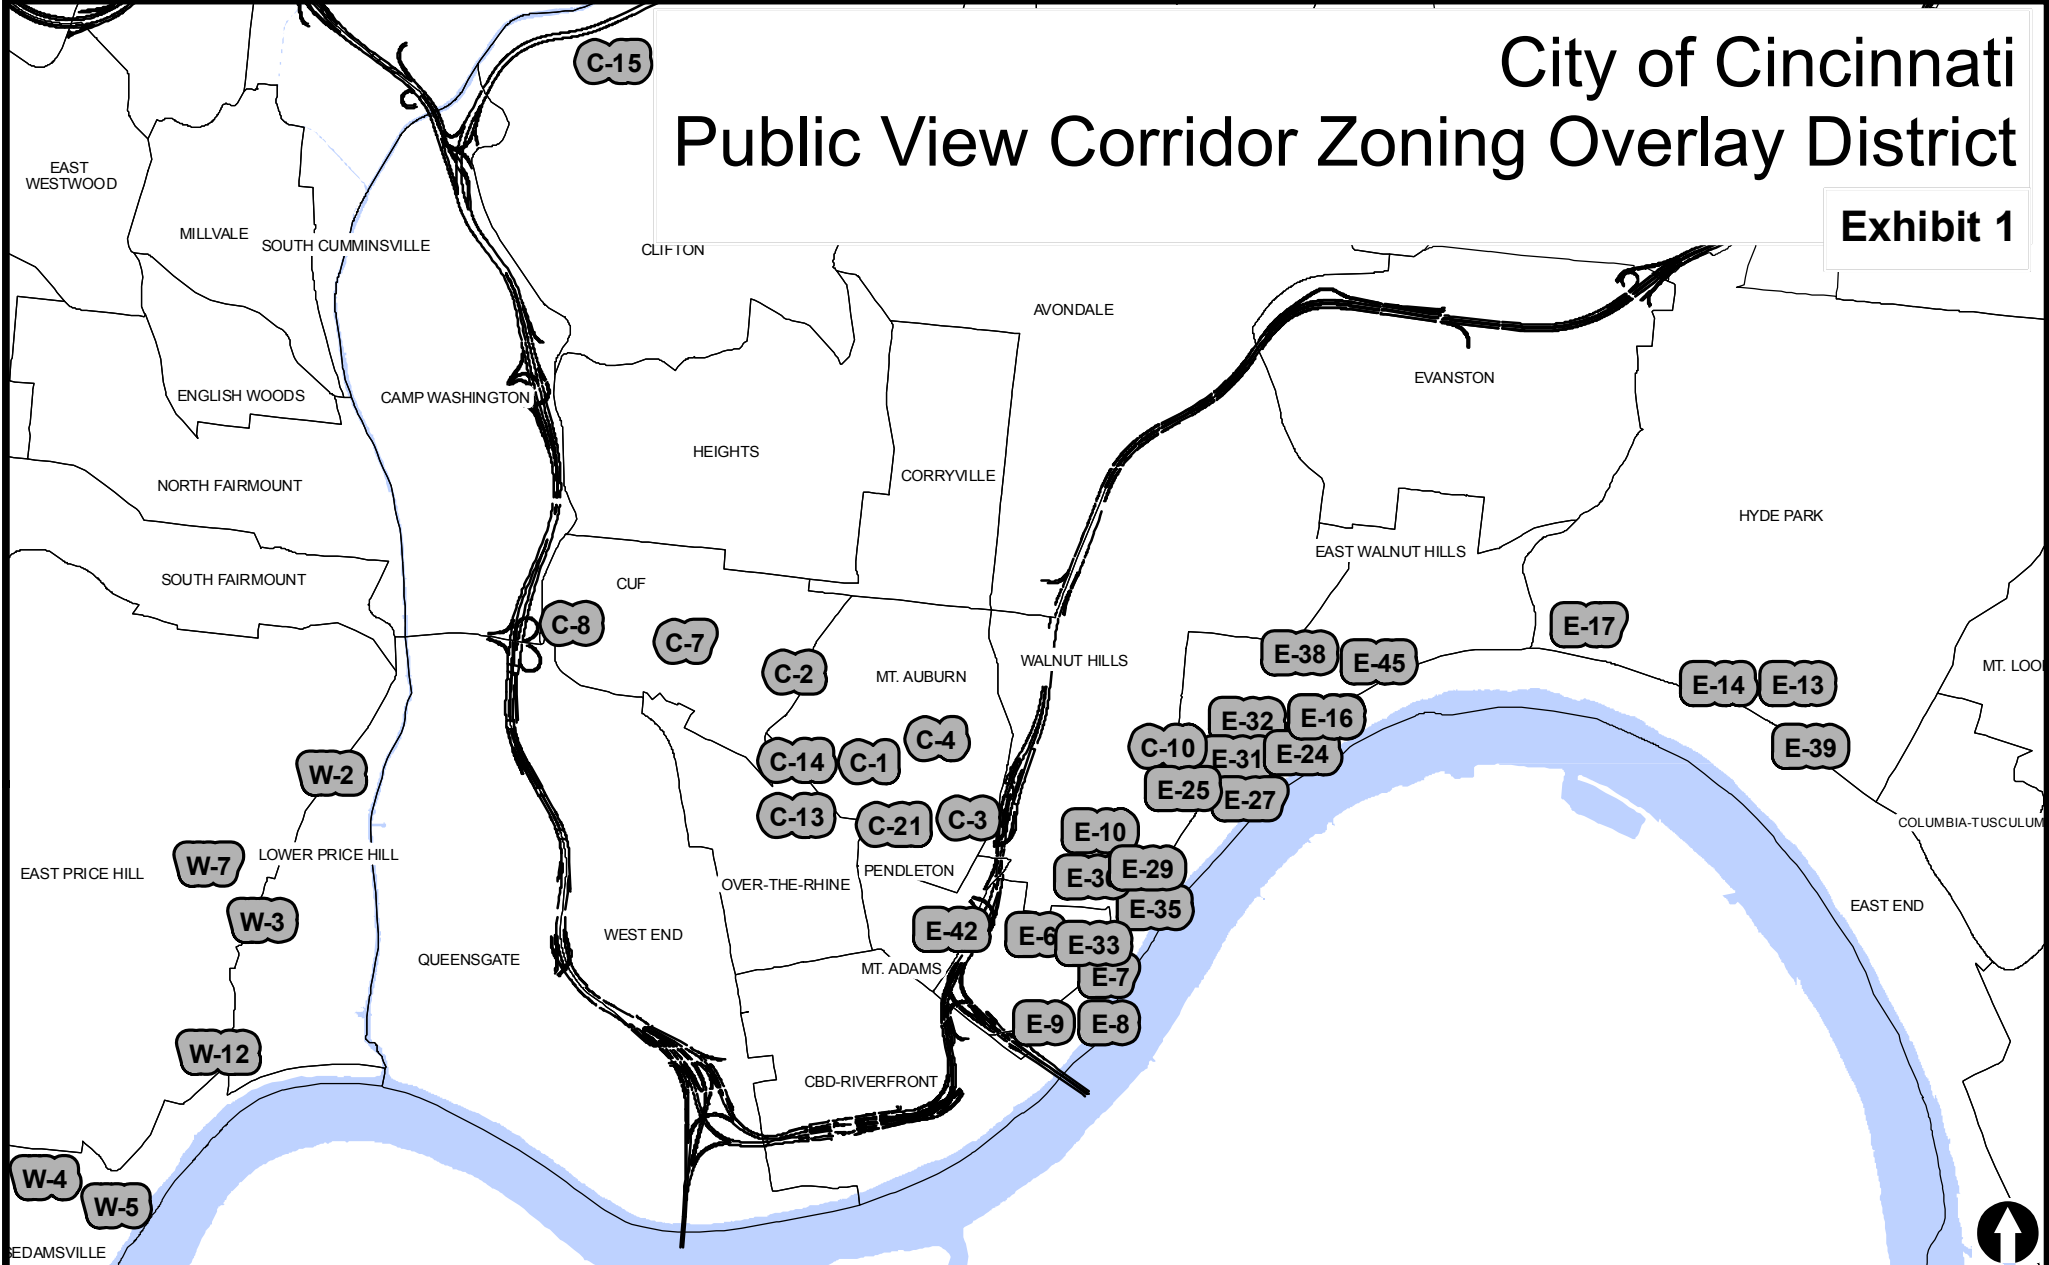 City of Cincinnati
Public View Corridor Zoning Overlay District
Exhibit 1
C-15
EAST
WESTWOOD
MILLVALE
SOUTH CUMMINSVILLE
CLIFTON
AVONDALE
EVANSTON
ENGLISH WOODS
CAMP WASHINGTON
HEIGHTS
CORRYVILLE
NORTH FAIRMOUNT
HYDE PARK
EAST WALNUT HILLS
SOUTH FAIRMOUNT
CUF
C-8
C-7
E-17
C-2
MT. AUBURN
WALNUT HILLS
E-38
E-45
MT. LOO
E-14
E-13
E-32
E-16
C-4
C-10
E-31
E-24
E-39
W-2
C-14
C-1
E-25
E-27
C-13
C-21
C-3
E-10
COLUMBIA-TUSCULUM
LOWER PRICE HILL
W-7
EAST PRICE HILL
PENDLETON
OVER-THE-RHINE
E-3
E-29
E-35
EAST END
W-3
WEST END
E-42
E-6
E-33
QUEENSGATE
MT. ADAMS
E-7
E-9
E-8
W-12
CBD-RIVERFRONT
W-4
W-5
SEDAMSVILLE